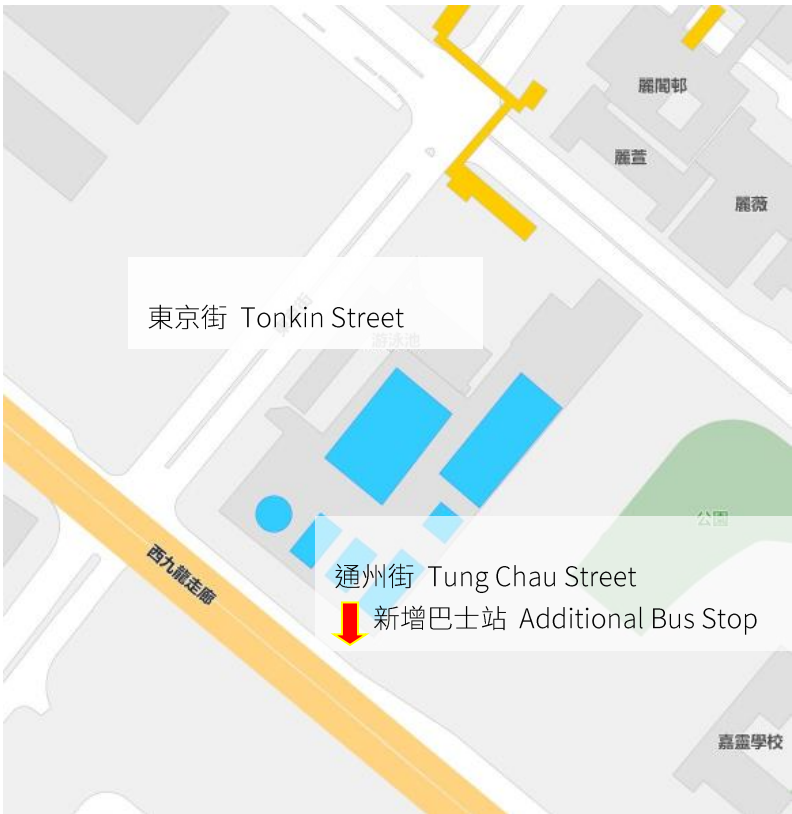 麗閣邨
麗萱
麗薇
東京街 Tonkin Street
游泳池
公園
西九龍走廊
通州街 Tung Chau Street
新增巴士站 Additional Bus Stop
嘉靈學校